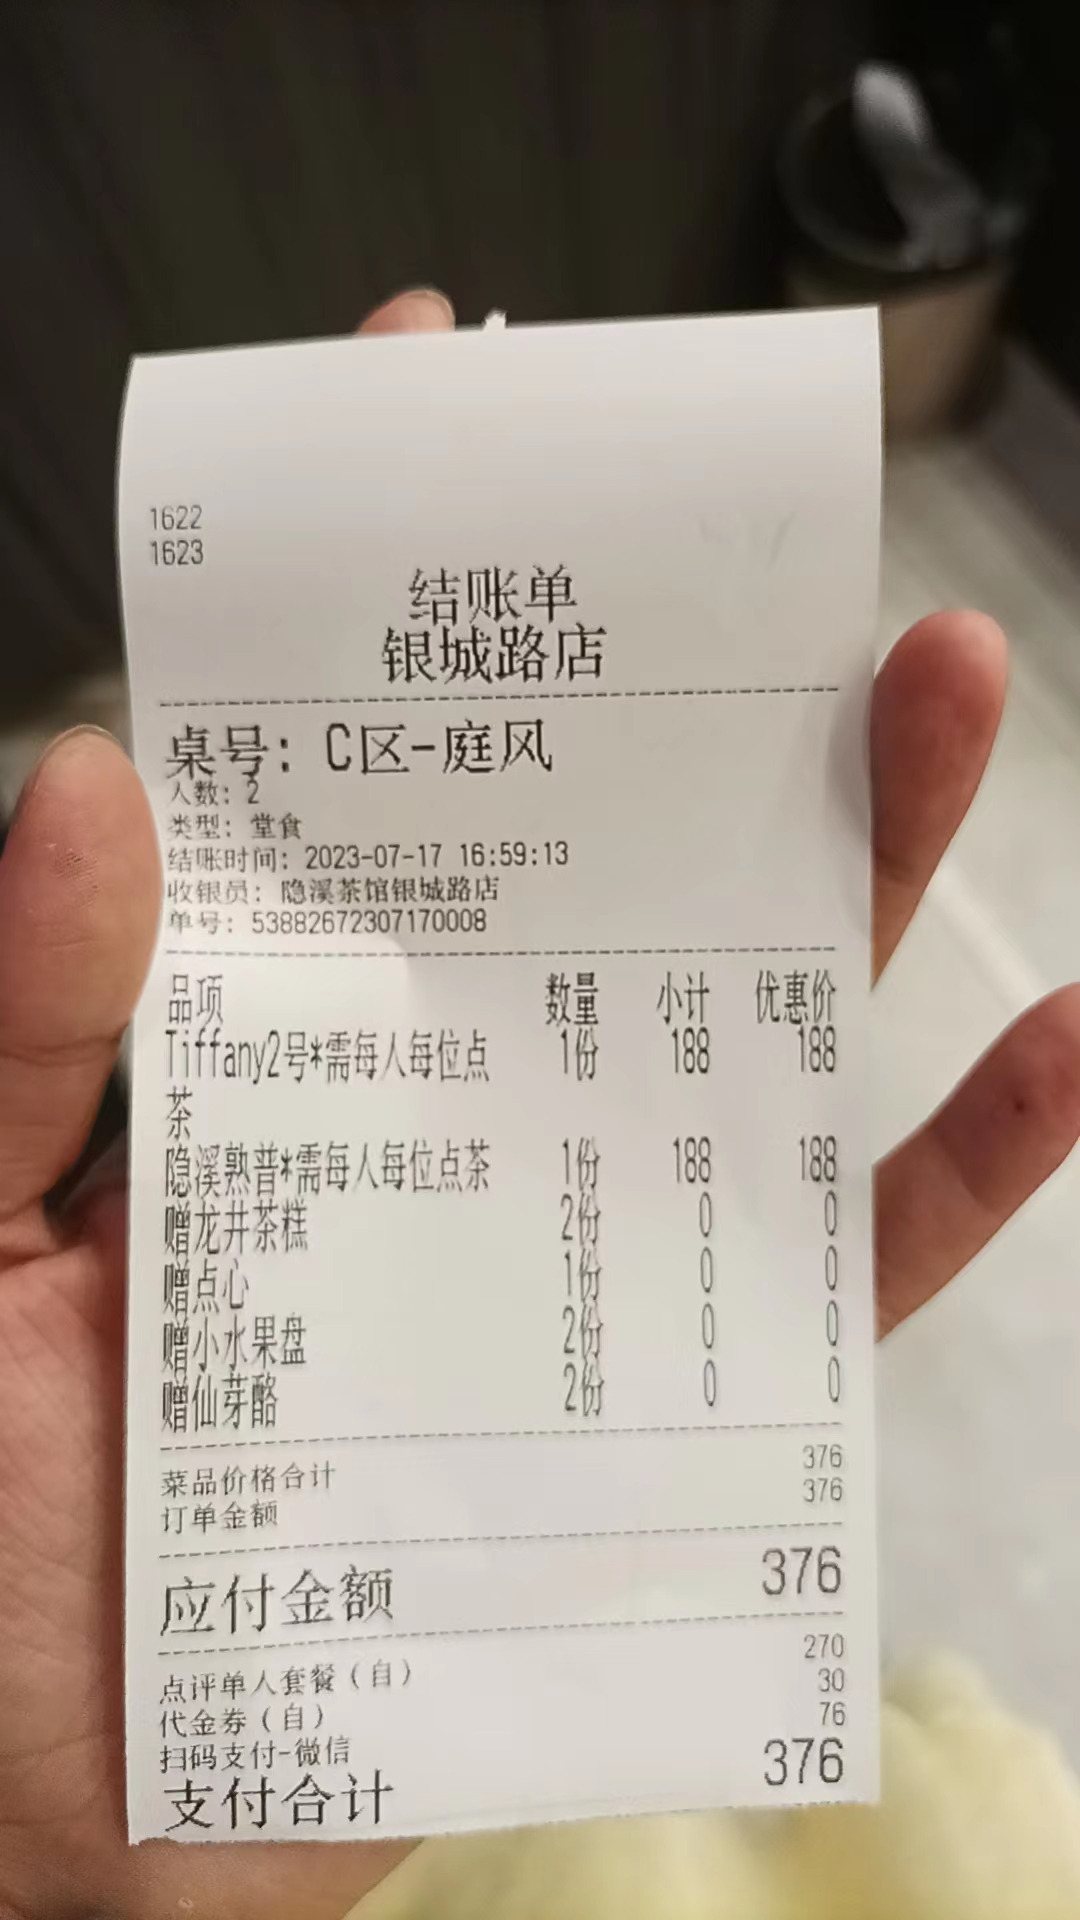 1622
1623
结账单
银城路店
桌号：C区-庭风
人数：2
类型：堂食
结账时间：2023-07-17 16:59:13
收银员：隐溪茶馆银城路店
单号：53882672307170008
品项 数量 小计 优惠价
Tiffany2号*需每人每位点 1份 188 188
茶
隐溪熟普*需每人每位点茶 1份 188 188
赠龙井茶糕 2份 0 0
赠点心 1份 0 0
赠小水果盘 2份 0 0
赠仙芽酪 2份 0 0
菜品价格合计 376
订单金额 376
应付金额 376
点评单人套餐（自） 270
代金券（自） 30
扫码支付-微信 76
支付合计 376